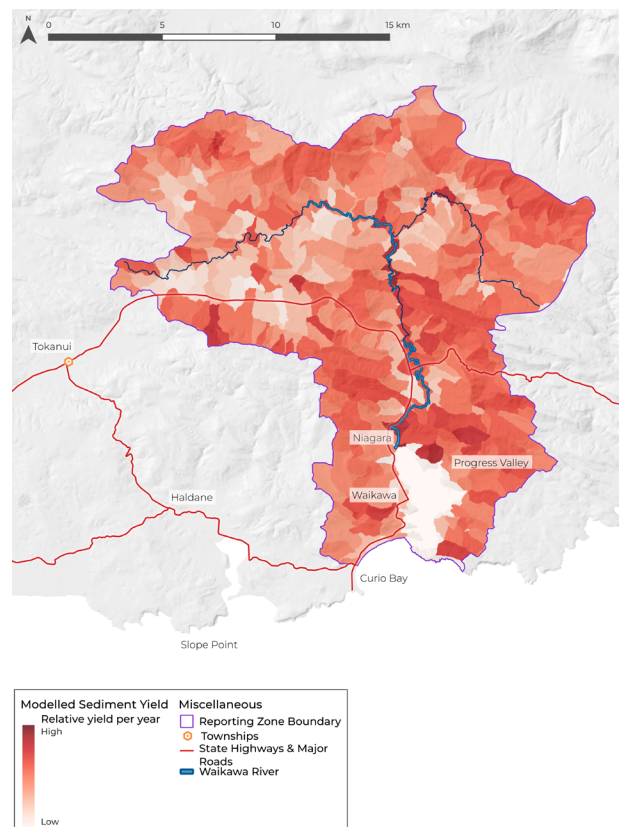 N
0 5 10 15 km
Tokanui
Niagara
Progress Valley
Waikawa
Haldane
Curio Bay
Slope Point
Modelled Sediment Yield
Relative yield per year
High
Low
Miscellaneous
Reporting Zone Boundary
Townships
State Highways & Major
Roads
Waikawa River